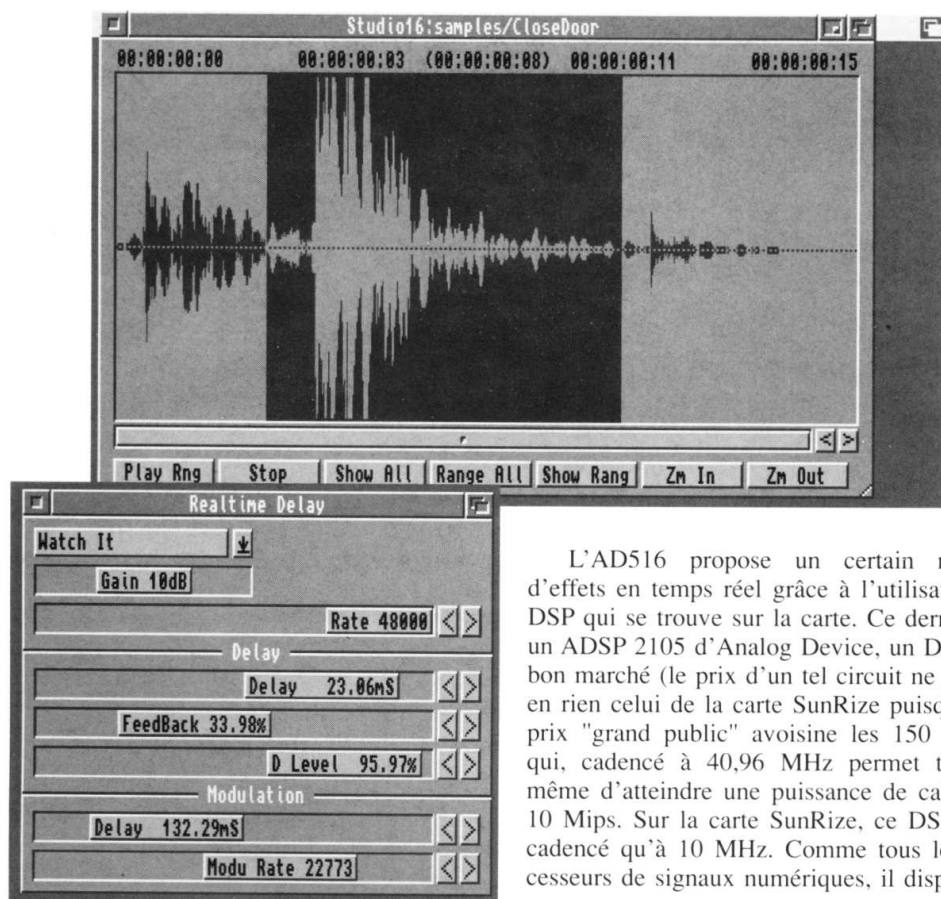 Studio16:samples/CloseDoor
00:00:00:00 00:00:00:03 (00:00:00:08) 00:00:00:11 00:00:00:15
< >
Play Rng Stop Show All Range All Show Rang Zm In Zm Out
Realtime Delay
Watch It
Gain 10dB
Rate 48000 < >
Delay
Delay 23.06mS < >
FeedBack 33.98% < >
D Level 95.97% < >
Modulation
Delay 132.29mS < >
Modu Rate 22773 < >
L'AD516 propose un certain
d'effets en temps réel grâce à l'utilisa
DSP qui se trouve sur la carte. Ce dern
un ADSP 2105 d'Analog Device, un D
bon marché (le prix d'un tel circuit ne
en rien celui de la carte SunRize puisq
prix "grand public" avoisine les 150
qui, cadencé à 40,96 MHz permet t
même d'atteindre une puissance de ca
10 Mips. Sur la carte SunRize, ce DS
cadencé qu'à 10 MHz. Comme tous l
cesseurs de signaux numériques, il disp